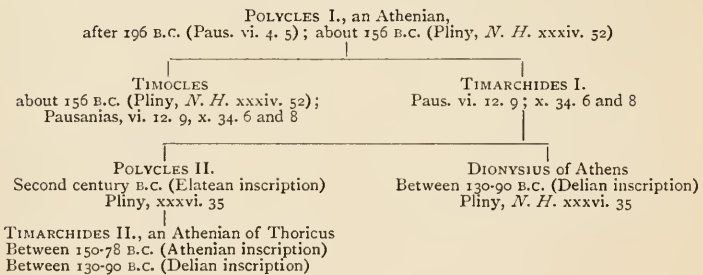 POLYCLES I., an Athenian,
after 196 B.C. (Paus. vi. 4. 5) ; about 156 B.C. (Pliny, N. H. xxxiv. 52)
TIMOCLES
about 156 B.C. (Pliny, N. H. xxxiv. 52) ;
Pausanias, vi. 12. 9, x. 34. 6 and 8
TIMARCHIDES I.
Paus. vi. 12. 9 ; x. 34. 6 and 8
POLYCLES II.
Second century B.C. (Elatean inscription)
Pliny, xxxvi. 35
DIONYSIUS of Athens
Between 130-90 B.C. (Delian inscription)
Pliny, N. H. xxxvi. 35
TIMARCHIDES II., an Athenian of Thoricus
Between 150-78 B.C. (Athenian inscription)
Between 130-90 B.C. (Delian inscription)